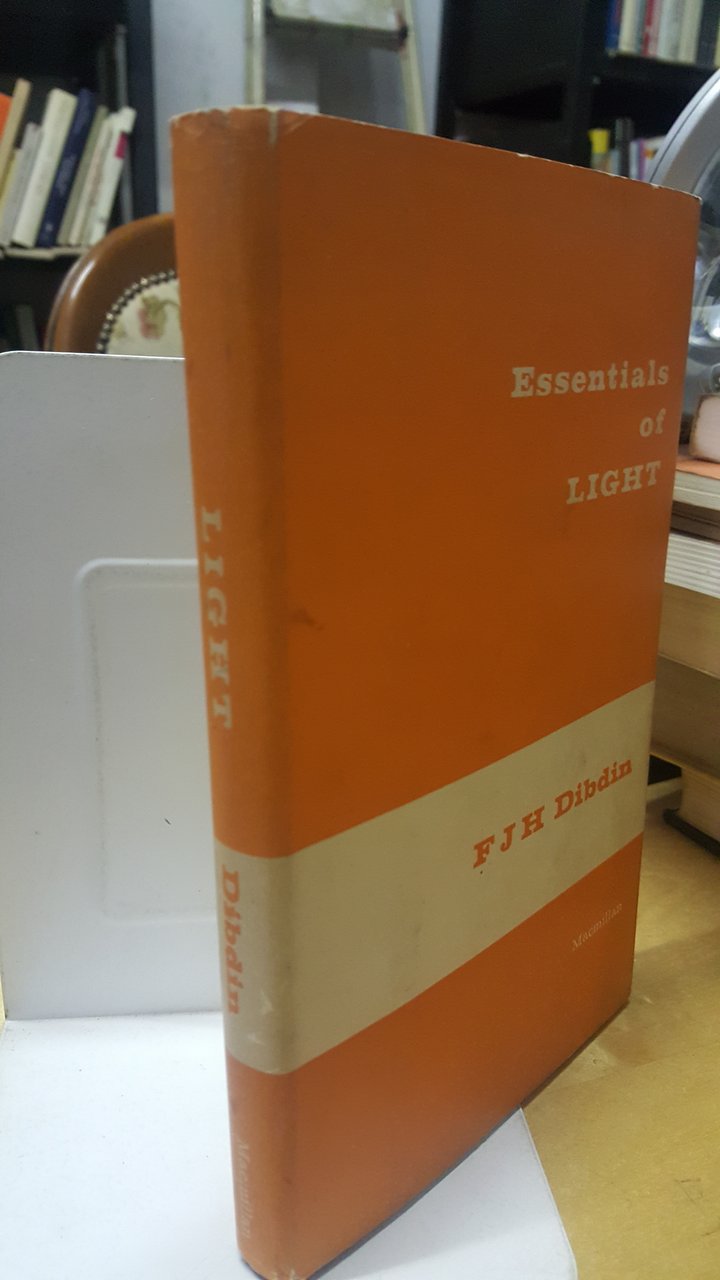 Essentials
of
LIGHT
F J H Dibdin
Macmillan
LIGHT
Dibdin
Macmillan